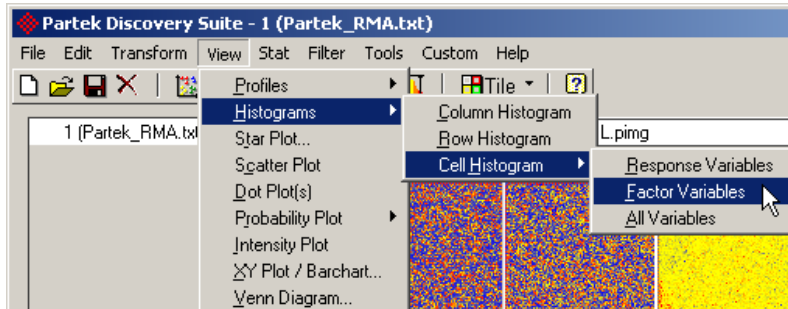 Partek Discovery Suite - 1 (Partek_RMA.txt)
File Edit Transform View Stat Filter Tools Custom Help
Tile
Profiles
Histograms
Star Plot...
Scatter Plot
Dot Plot(s)
Probability Plot
Intensity Plot
XY Plot / Barchart...
Venn Diagram...
Column Histogram
Row Histogram
Cell Histogram
Response Variables
Factor Variables
All Variables
1 (Partek_RMA.txt
L.pimg